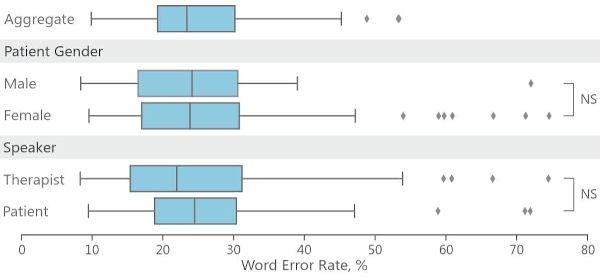 Aggregate
Patient Gender
Male
Female
NS
Speaker
Therapist
Patient
NS
0 10 20 30 40 50 60 70 80
Word Error Rate, %